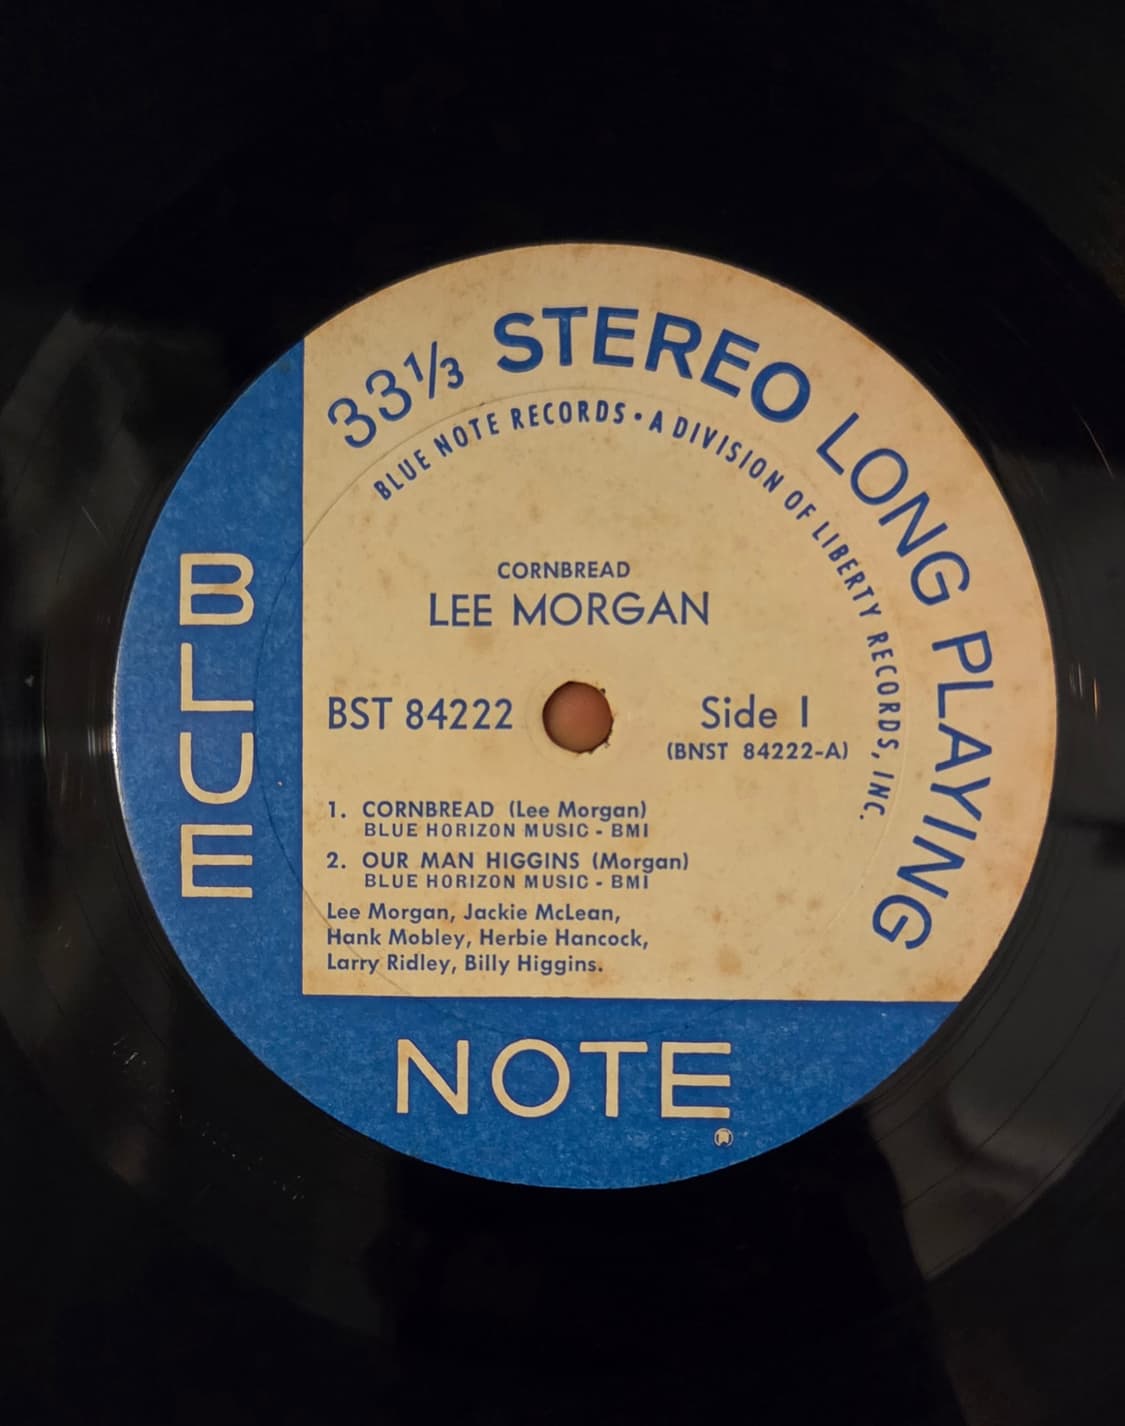 33⅓ STEREO LONG PLAYING
BLUE NOTE RECORDS • A DIVISION OF LIBERTY RECORDS, INC.
CORNBREAD
LEE MORGAN
BST 84222
Side 1
(BNST 84222-A)
1. CORNBREAD (Lee Morgan)
BLUE HORIZON MUSIC - BMI
2. OUR MAN HIGGINS (Morgan)
BLUE HORIZON MUSIC - BMI
Lee Morgan, Jackie McLean,
Hank Mobley, Herbie Hancock,
Larry Ridley, Billy Higgins.
BLUE
NOTE